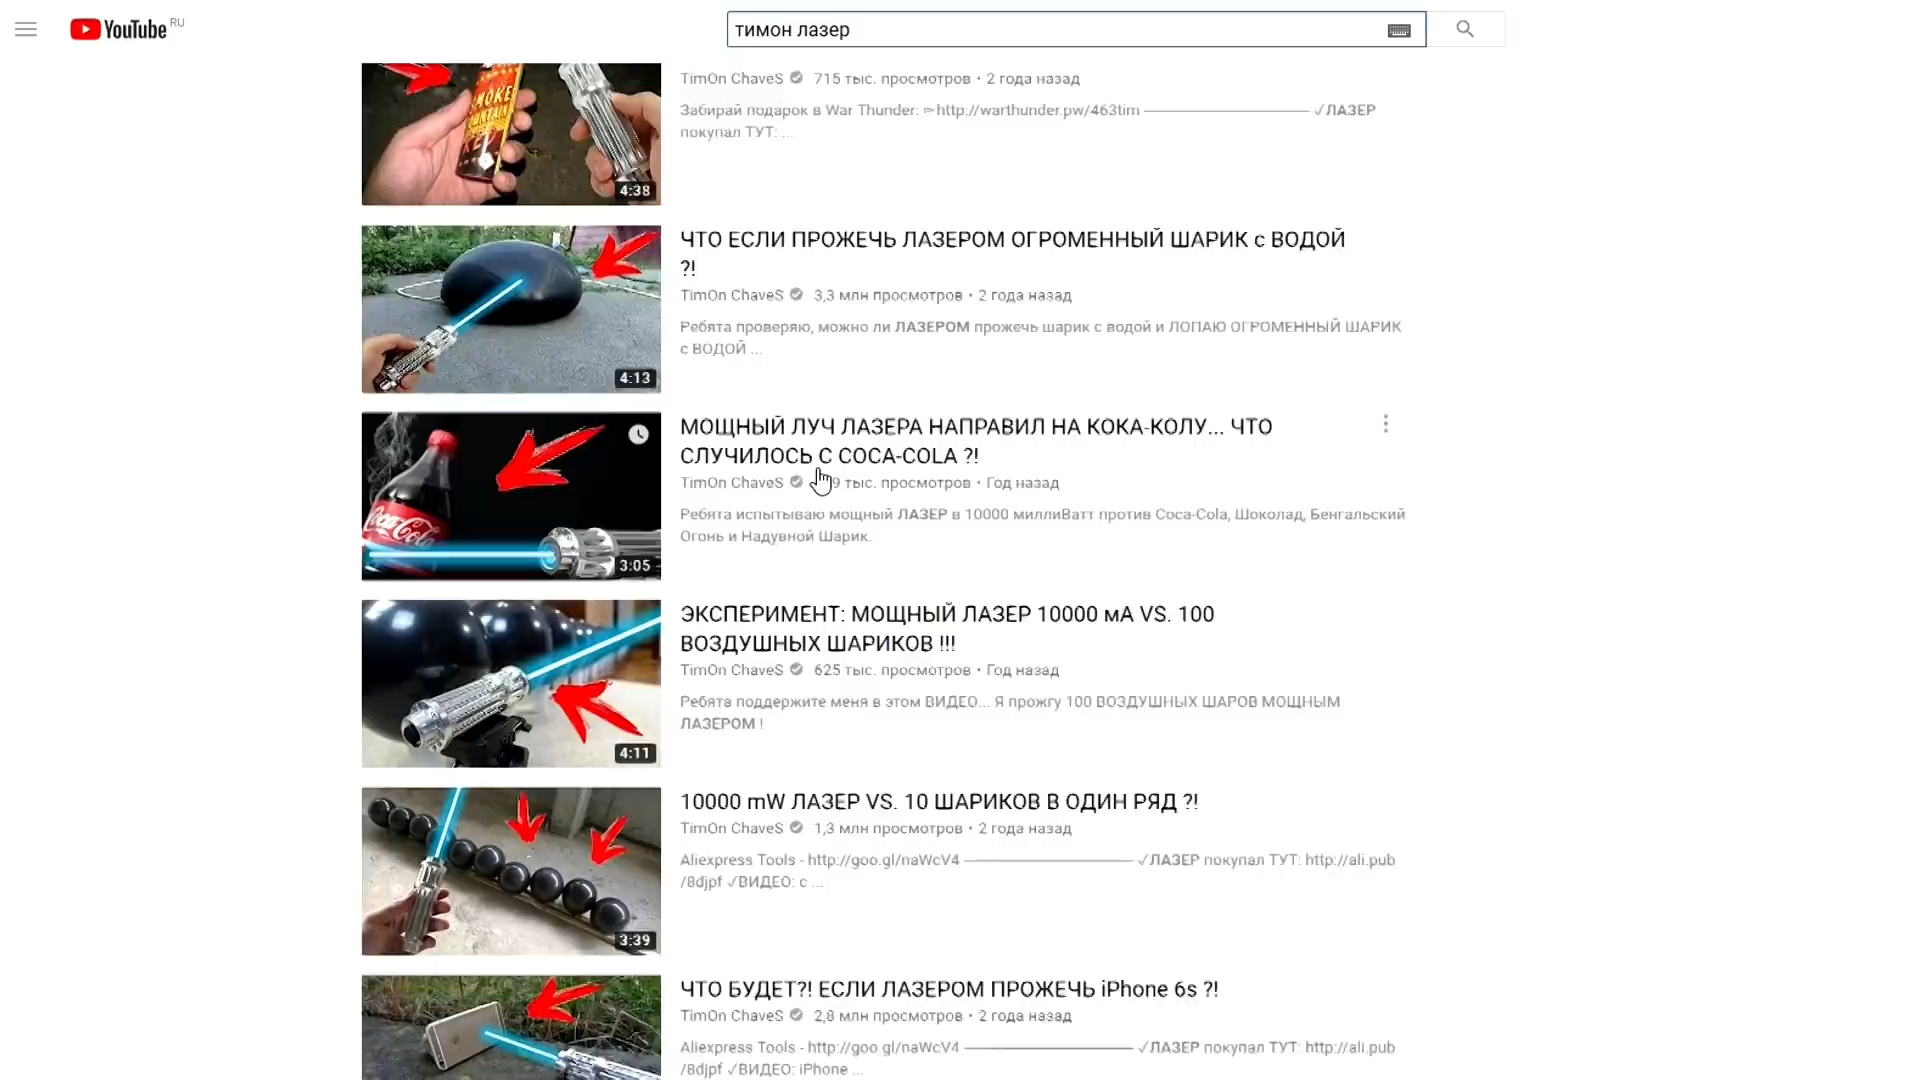 YouTube RU
тимон лазер
TimOn ChaveS 715 тыс. просмотров • 2 года назад
Забирай подарок в War Thunder: ➳http://warthunder.pw/463tim ───────────── ✓ЛАЗЕР
покупал ТУТ: ...
4:38
ЧТО ЕСЛИ ПРОЖЕЧЬ ЛАЗЕРОМ ОГРОМЕННЫЙ ШАРИК с ВОДОЙ
?!
TimOn ChaveS 3,3 млн просмотров • 2 года назад
Ребята проверяю, можно ли ЛАЗЕРОМ прожечь шарик с водой и ЛОПАЮ ОГРОМЕННЫЙ ШАРИК
с ВОДОЙ ...
4:13
МОЩНЫЙ ЛУЧ ЛАЗЕРА НАПРАВИЛ НА КОКА-КОЛУ... ЧТО
СЛУЧИЛОСЬ С COCA-COLA ?!
TimOn ChaveS 9 тыс. просмотров • Год назад
Ребята испытываю мощный ЛАЗЕР в 10000 миллиВатт против Coca-Cola, Шоколад, Бенгальский
Огонь и Надувной Шарик.
Coca-Cola
3:05
ЭКСПЕРИМЕНТ: МОЩНЫЙ ЛАЗЕР 10000 мА VS. 100
ВОЗДУШНЫХ ШАРИКОВ !!!
TimOn ChaveS 625 тыс. просмотров • Год назад
Ребята поддержите меня в этом ВИДЕО... Я прожгу 100 ВОЗДУШНЫХ ШАРОВ МОЩНЫМ
ЛАЗЕРОМ !
4:11
10000 mW ЛАЗЕР VS. 10 ШАРИКОВ В ОДИН РЯД ?!
TimOn ChaveS 1,3 млн просмотров • 2 года назад
Aliexpress Tools - http://goo.gl/naWcV4 ───────────── ✓ЛАЗЕР покупал ТУТ: http://ali.pub
/8djpf ✓ВИДЕО: с ...
3:39
ЧТО БУДЕТ?! ЕСЛИ ЛАЗЕРОМ ПРОЖЕЧЬ iPhone 6s ?!
TimOn ChaveS 2,8 млн просмотров • 2 года назад
Aliexpress Tools - http://goo.gl/naWcV4 ───────────── ✓ЛАЗЕР покупал ТУТ: http://ali.pub
/8djpf ✓ВИДЕО: iPhone ...